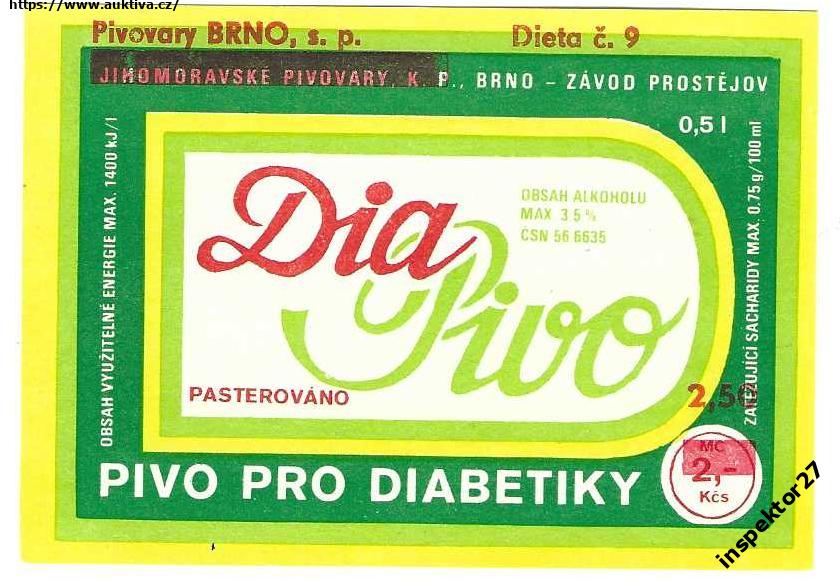 https://www.auktiva.cz/
Pivovary BRNO, s. p.
Dieta č. 9
JIHOMORAVSKÉ PIVOVARY, K. P., BRNO – ZÁVOD PROSTĚJOV
0,5 l
OBSAH VYUŽITELNÉ ENERGIE MAX. 1400 kJ/l
Dia
Pivo
OBSAH ALKOHOLU
MAX 3 5 %
ČSN 56 6635
ZATĚŽUJÍCÍ SACHARIDY MAX. 0,75 g/100 ml
PASTEROVÁNO
2,50
MC
2,-
Kčs
PIVO PRO DIABETIKY
inspektor27